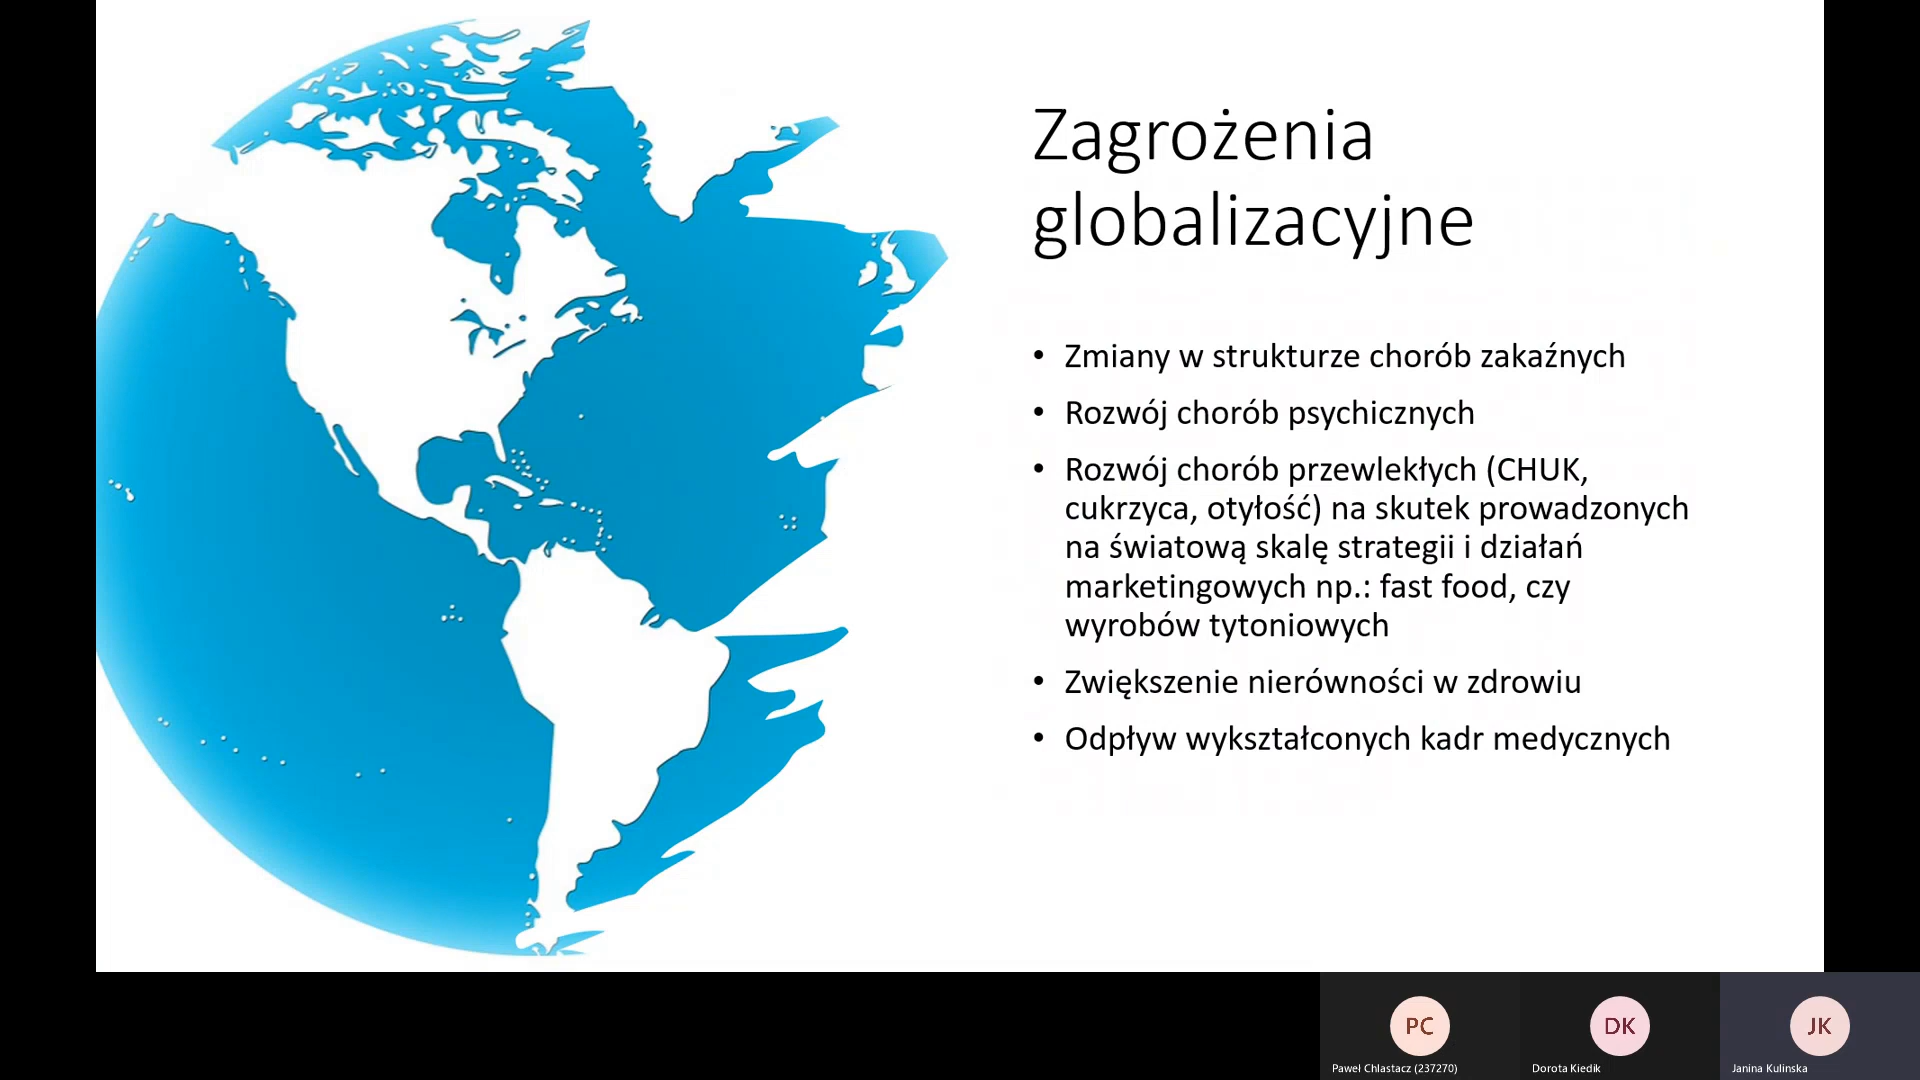 Zagrożenia
globalizacyjne
• Zmiany w strukturze chorób zakaźnych
• Rozwój chorób psychicznych
• Rozwój chorób przewlekłych (CHUK,
cukrzyca, otyłość) na skutek prowadzonych
na światową skalę strategii i działań
marketingowych np.: fast food, czy
wyrobów tytoniowych
• Zwiększenie nierówności w zdrowiu
• Odpływ wykształconych kadr medycznych
PC
DK
JK
Paweł Chlastacz (237270)
Dorota Kiedik
Janina Kulinska